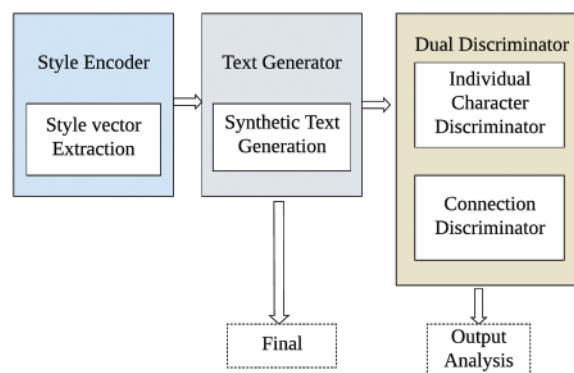 Style Encoder
Style vector
Extraction
Text Generator
Synthetic Text
Generation
Dual Discriminator
Individual
Character
Discriminator
Connection
Discriminator
Final
Output
Analysis